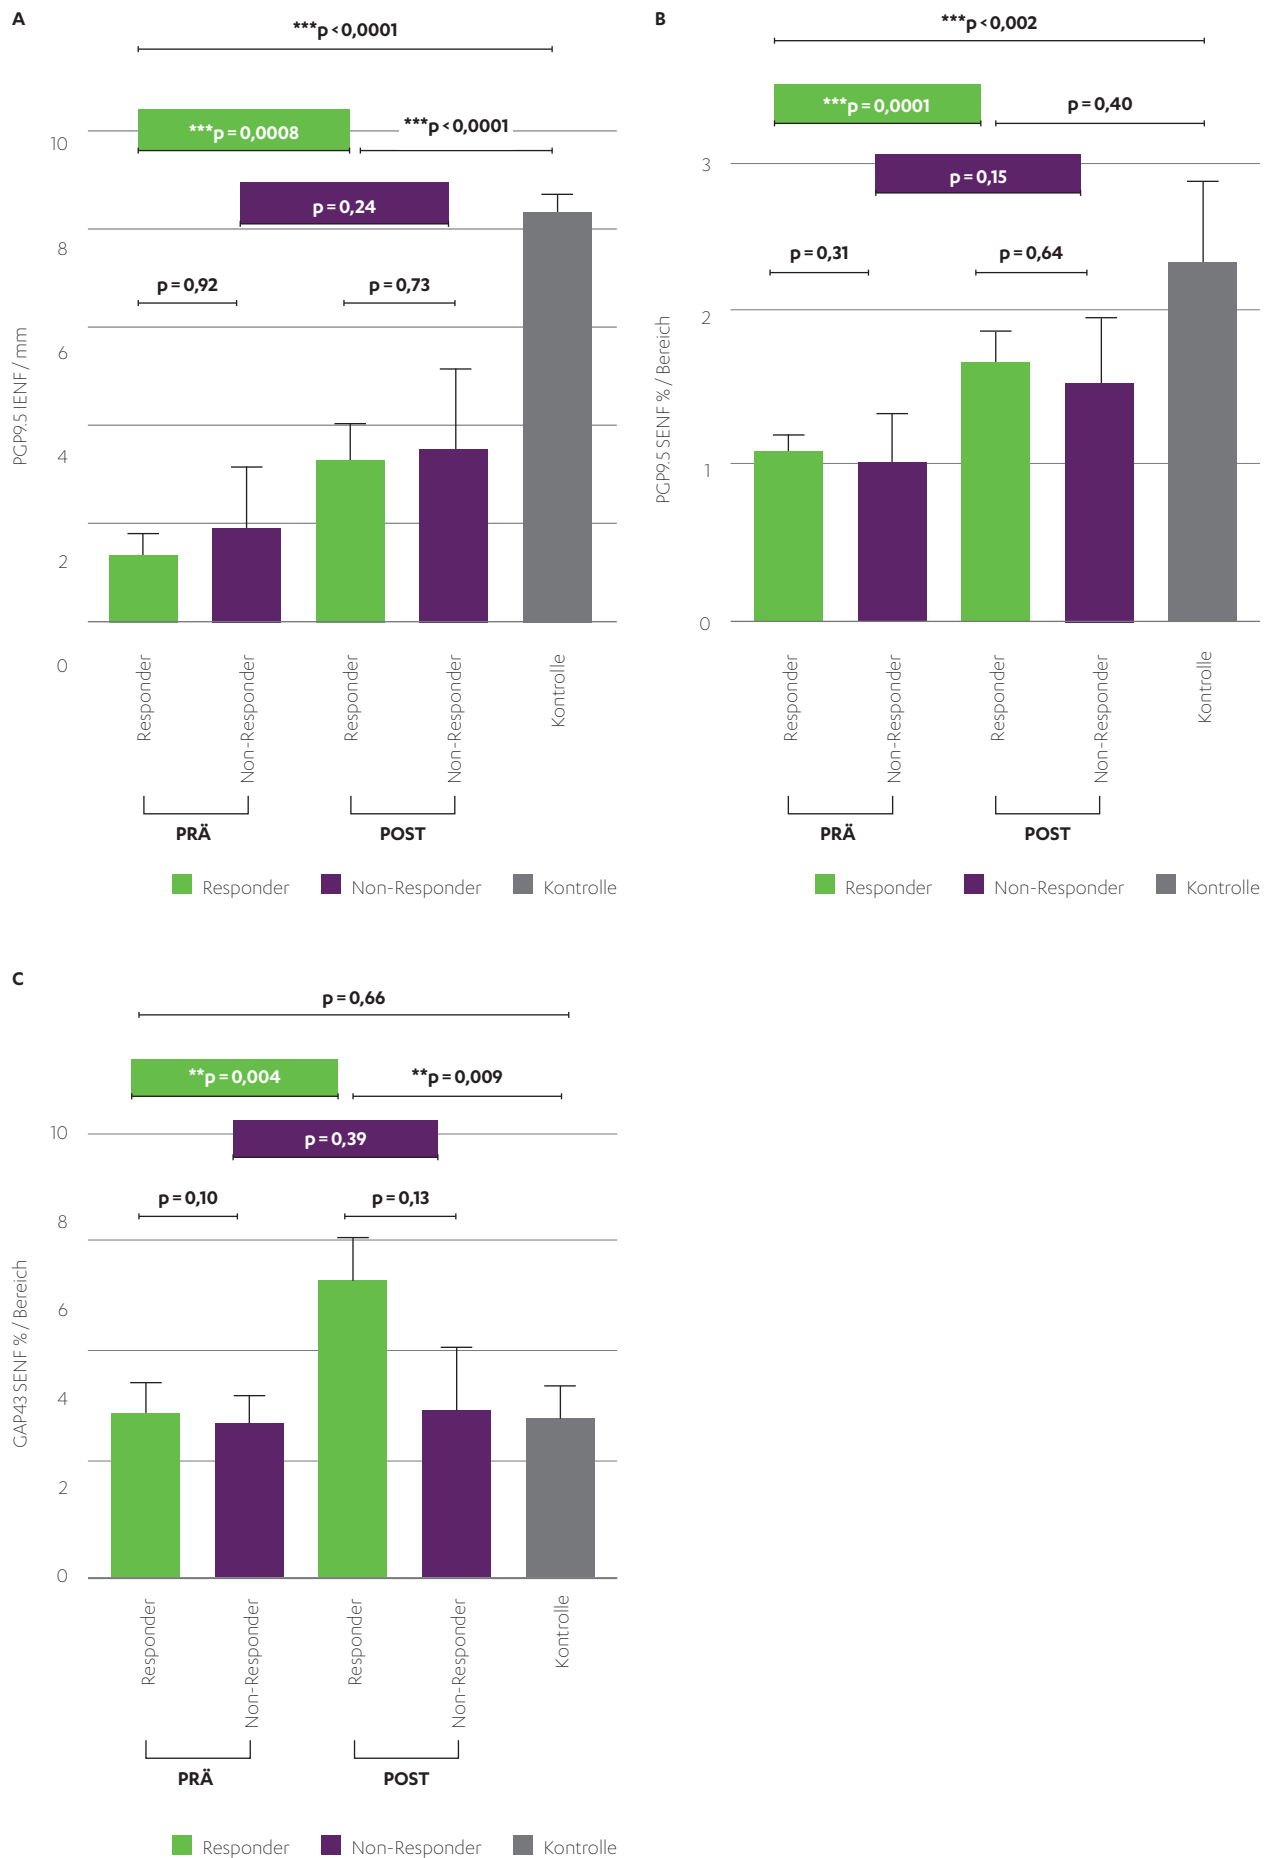 A
***p < 0,0001
***p = 0,0008
***p < 0,0001
p = 0,24
p = 0,92
p = 0,73
PGP9.5 IENF / mm
10
8
6
4
2
0
Responder
Non-Responder
Responder
Non-Responder
Kontrolle
PRÄ
POST
Responder
Non-Responder
Kontrolle
B
***p < 0,002
***p = 0,0001
p = 0,40
p = 0,15
p = 0,31
p = 0,64
PGP9.5 SENF % / Bereich
3
2
1
0
Responder
Non-Responder
Responder
Non-Responder
Kontrolle
PRÄ
POST
Responder
Non-Responder
Kontrolle
C
p = 0,66
**p = 0,004
**p = 0,009
p = 0,39
p = 0,10
p = 0,13
GAP43 SENF % / Bereich
10
8
6
4
2
0
Responder
Non-Responder
Responder
Non-Responder
Kontrolle
PRÄ
POST
Responder
Non-Responder
Kontrolle